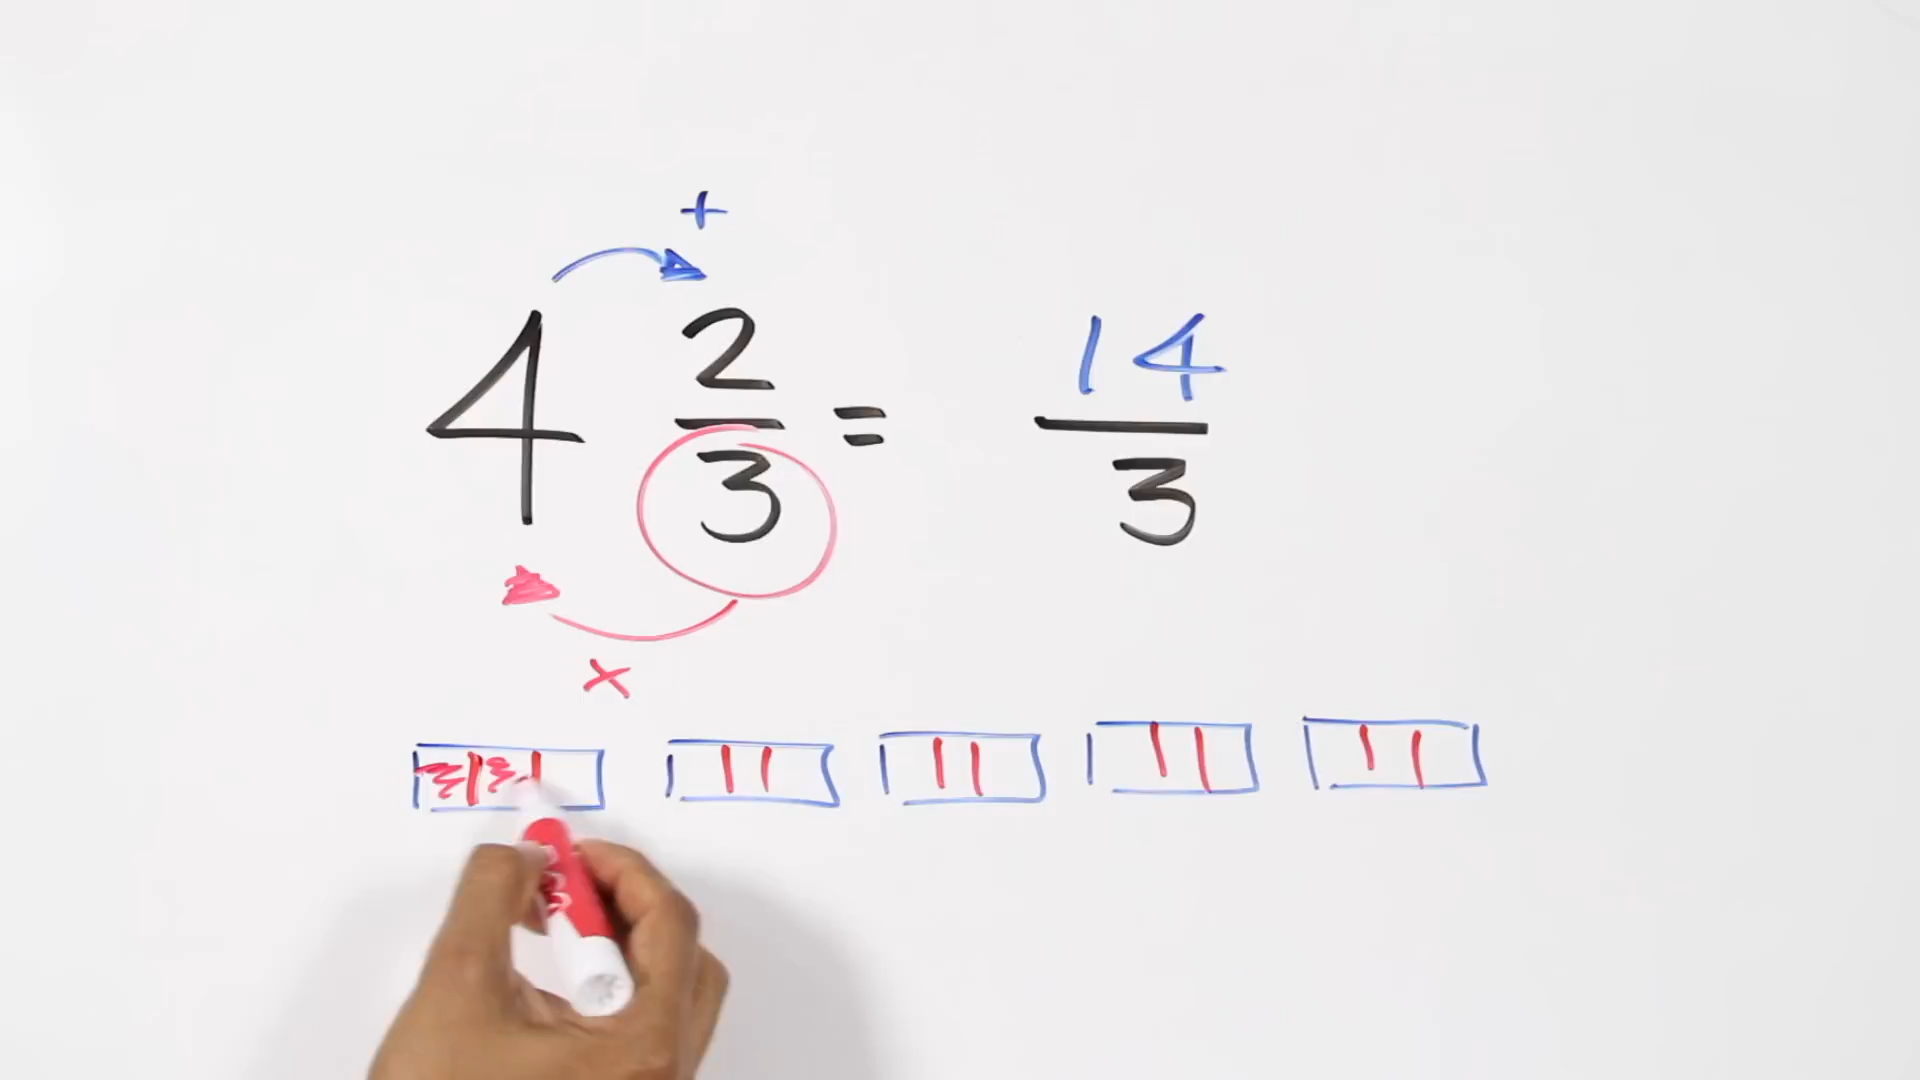 +
4 2/3 = 14/3
×